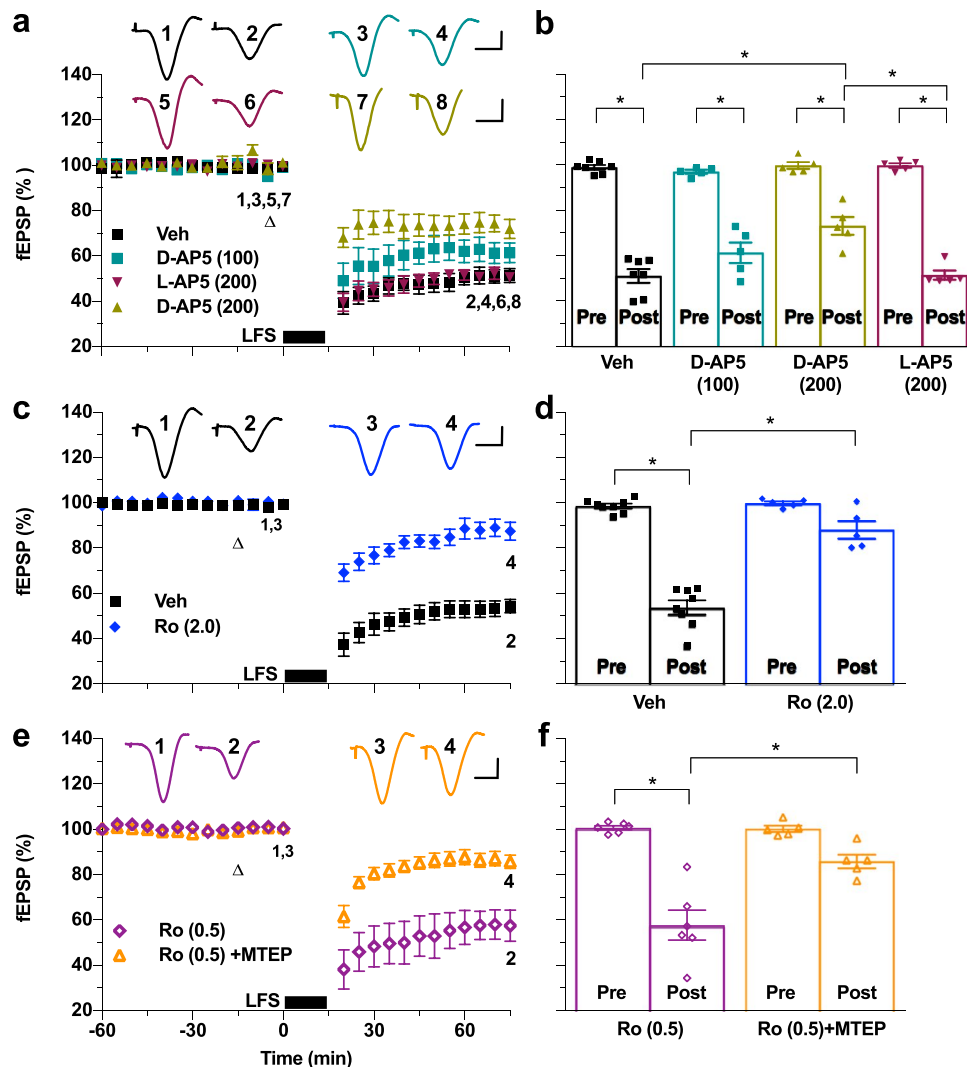 a
1 2 3 4
5 6 7 8
140
120
100
80
60
40
20
fEPSP (%)
1,3,5,7
Δ
Veh
D-AP5 (100)
L-AP5 (200)
D-AP5 (200)
2,4,6,8
LFS
b
*
*
* * * *
Pre Post Pre Post Pre Post Pre Post
Veh D-AP5 D-AP5 L-AP5
(100) (200) (200)
c
1 2 3 4
140
120
100
80
60
40
20
fEPSP (%)
1,3
Δ
4
Veh
Ro (2.0)
2
LFS
d
*
*
Pre Post Pre Post
Veh Ro (2.0)
e
1 2 3 4
140
120
100
80
60
40
20
fEPSP (%)
1,3
Δ
4
Ro (0.5)
Ro (0.5) +MTEP
2
LFS
-60 -30 0 30 60
Time (min)
f
*
*
Pre Post Pre Post
Ro (0.5) Ro (0.5)+MTEP